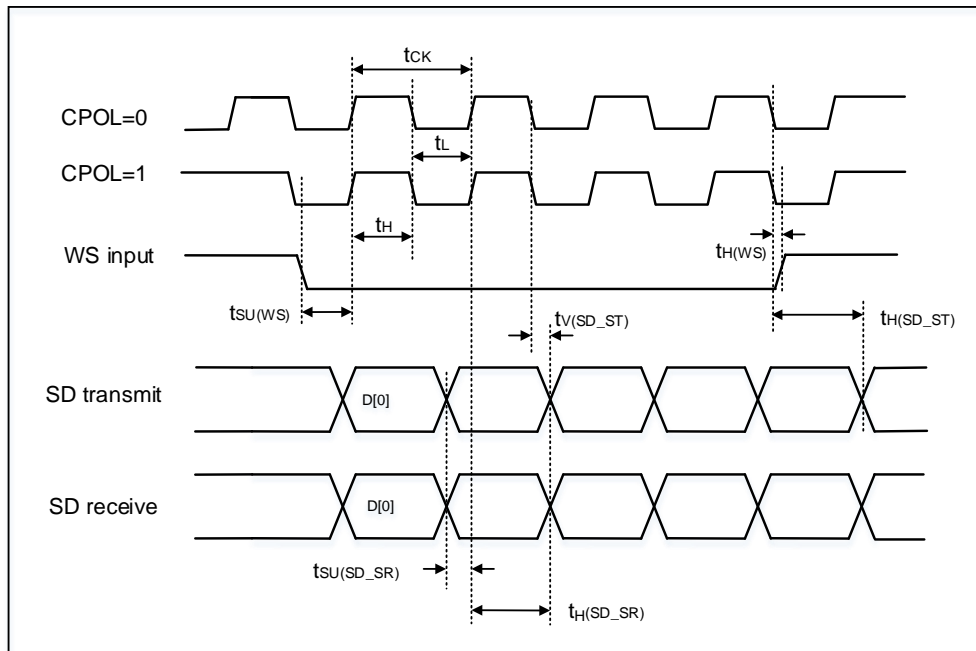 tCK
CPOL=0
tL
CPOL=1
tH
WS input
tH(WS)
tSU(WS)
tV(SD_ST)
tH(SD_ST)
SD transmit
D[0]
SD receive
D[0]
tSU(SD_SR)
tH(SD_SR)